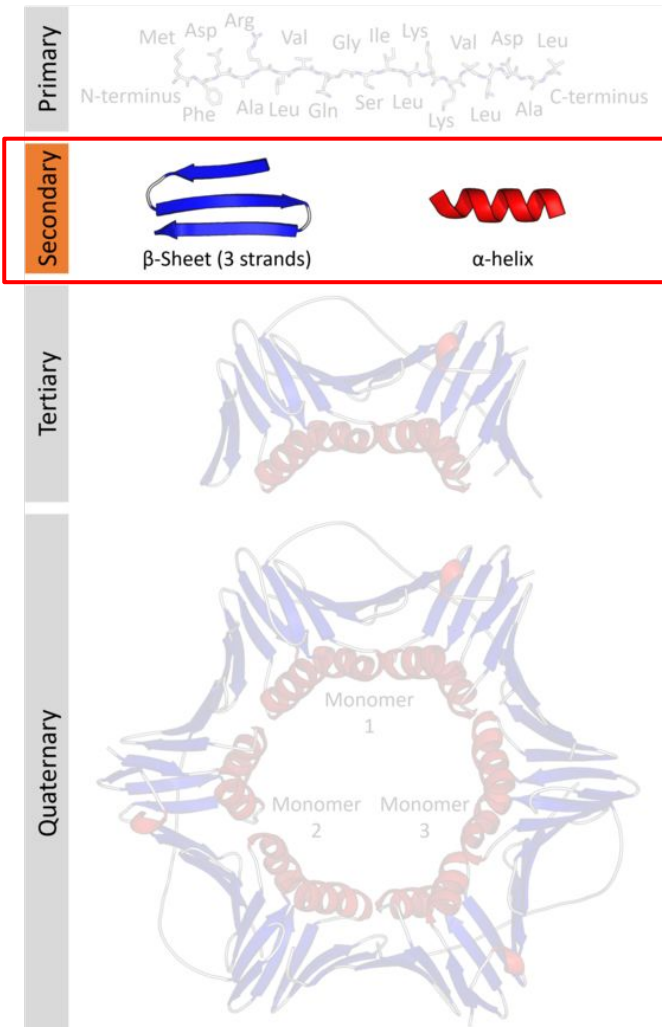 Primary
Met Asp Arg Val Gly Ile Lys Val Asp Leu
N-terminus
C-terminus
Phe Ala Leu Gln Ser Leu Lys Leu Ala
Secondary
β-Sheet (3 strands)
α-helix
Tertiary
Quaternary
Monomer
1
Monomer
2
Monomer
3